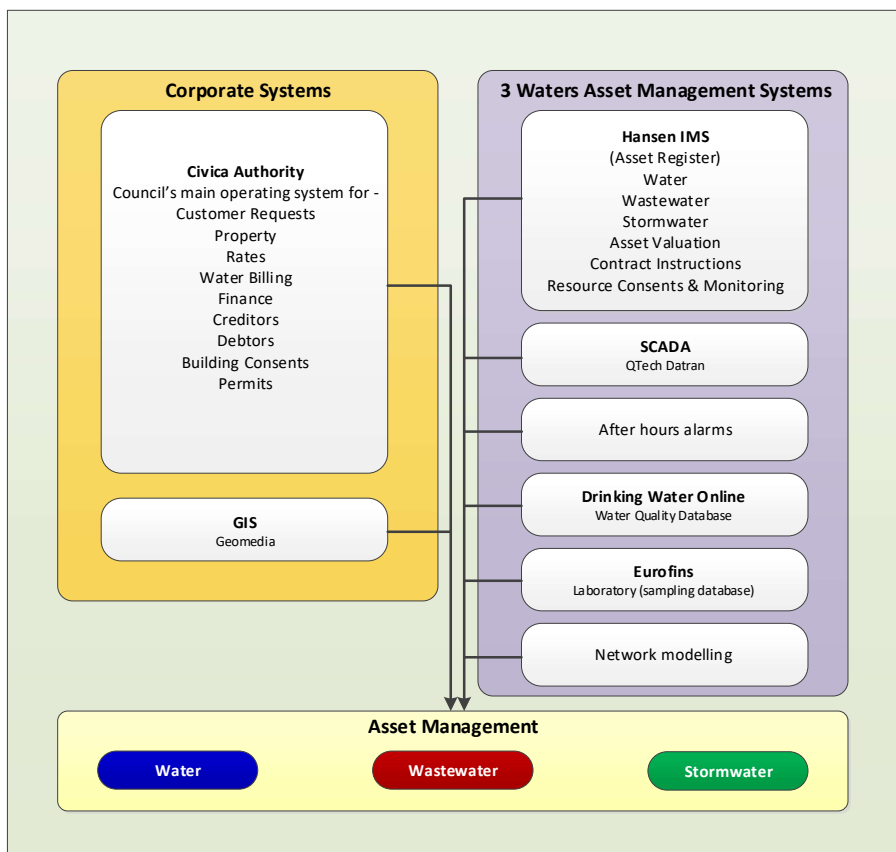 Corporate Systems
Civica Authority
Council's main operating system for -
Customer Requests
Property
Rates
Water Billing
Finance
Creditors
Debtors
Building Consents
Permits
GIS
Geomedia
3 Waters Asset Management Systems
Hansen IMS
(Asset Register)
Water
Wastewater
Stormwater
Asset Valuation
Contract Instructions
Resource Consents & Monitoring
SCADA
QTech Datran
After hours alarms
Drinking Water Online
Water Quality Database
Eurofins
Laboratory (sampling database)
Network modelling
Asset Management
Water
Wastewater
Stormwater